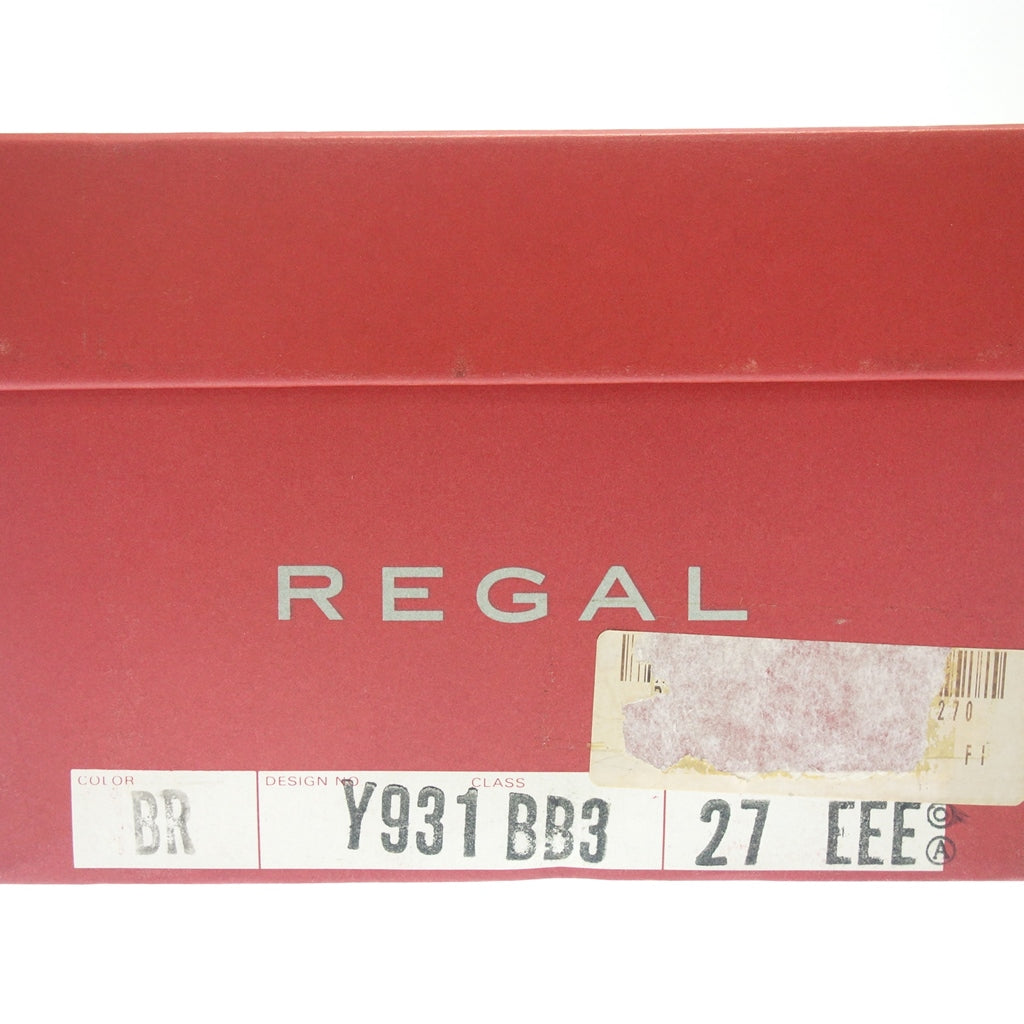 REGAL
270
F I
COLOR DESIGN NO. CLASS
BR Y931 BB3 27 EEE
A